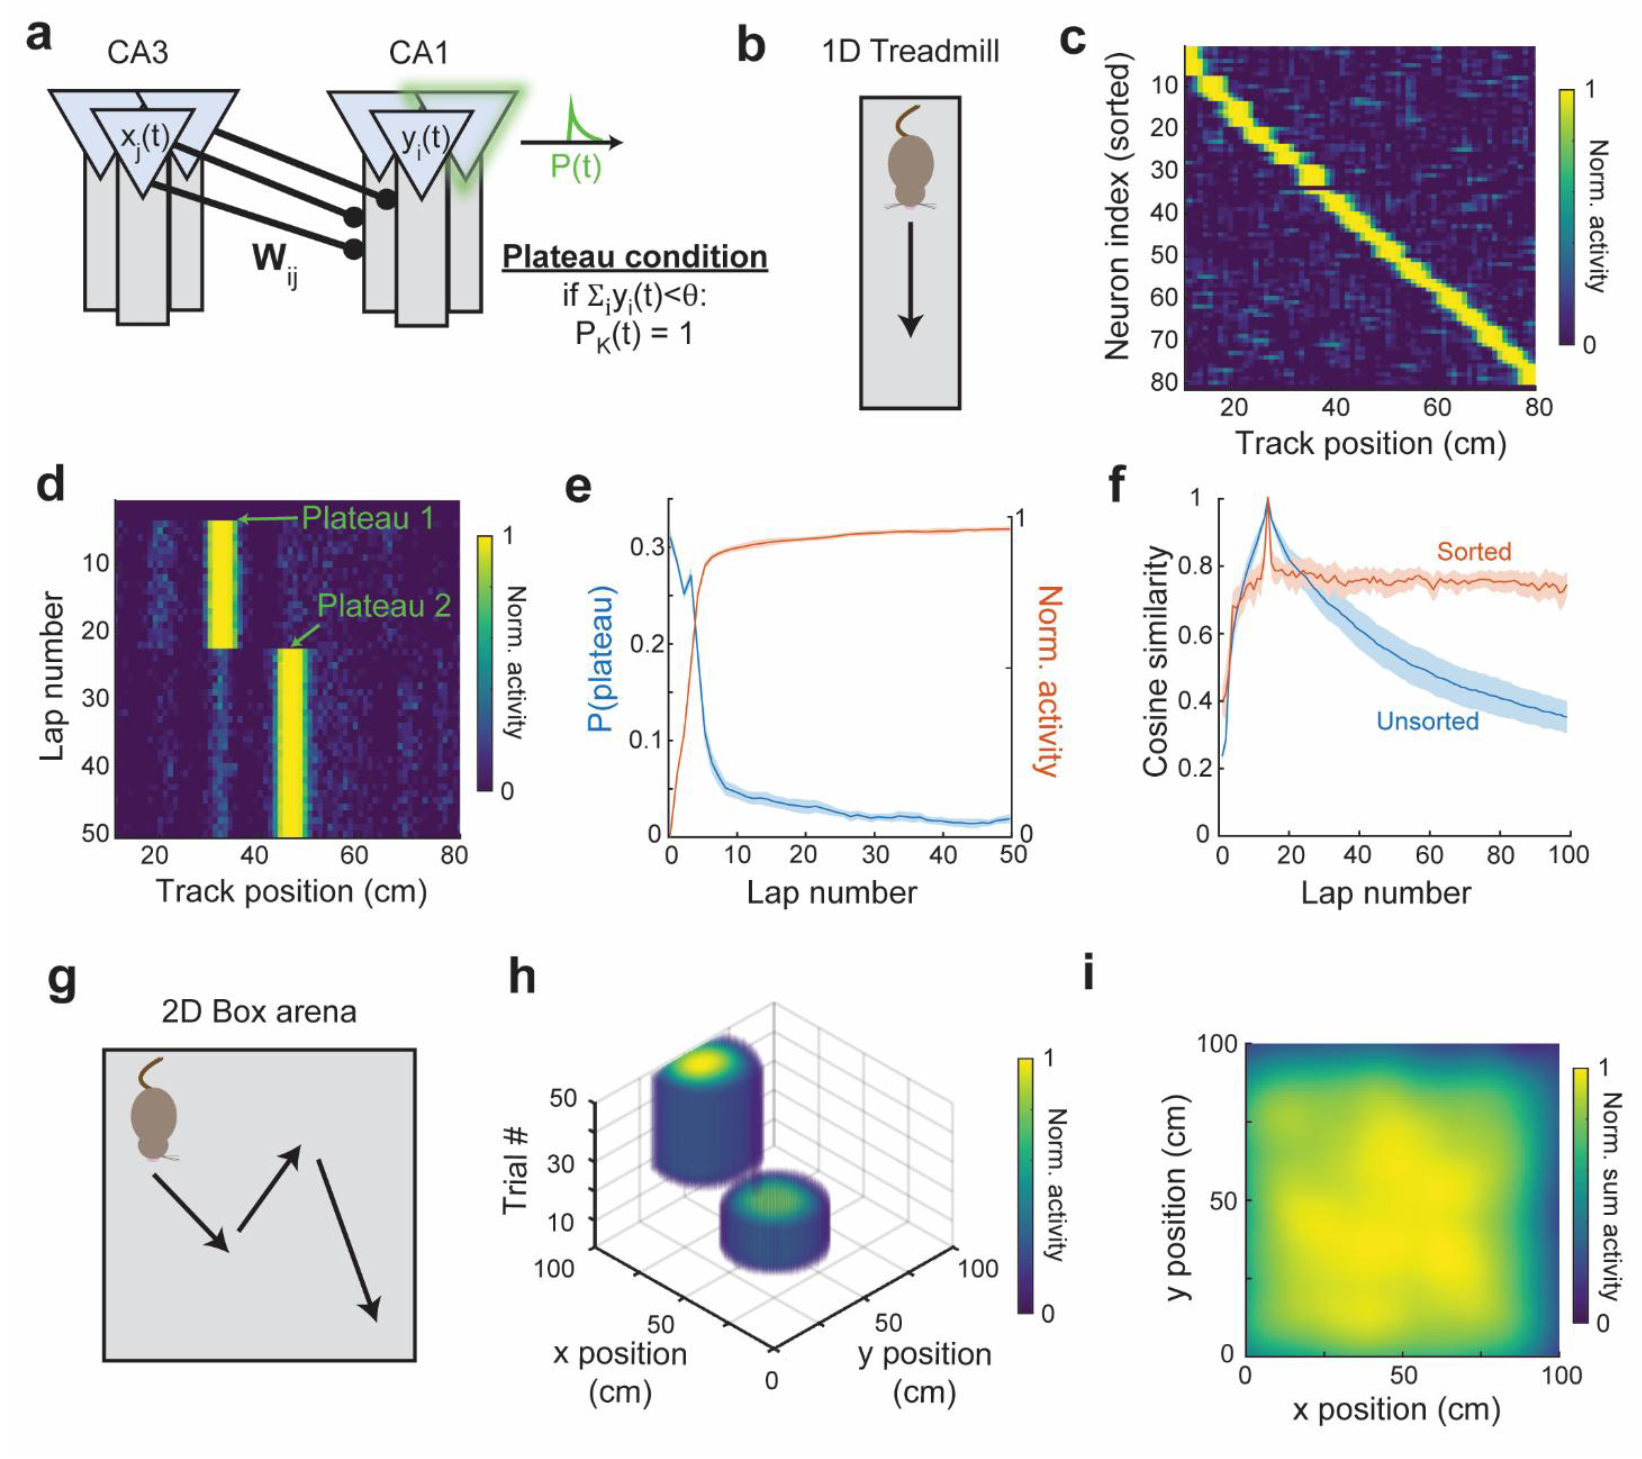 a
CA3
CA1
xj(t)
yi(t)
P(t)
Wij
Plateau condition
if Σiyi(t)<θ:
PK(t) = 1
b
1D Treadmill
c
Neuron index (sorted)
10
20
30
40
50
60
70
80
20
40
60
80
Track position (cm)
1
0
Norm. activity
d
Plateau 1
Plateau 2
Lap number
10
20
30
40
50
20
40
60
80
Track position (cm)
1
0
Norm. activity
e
P(plateau)
0.3
0.2
0.1
0
1
0
Norm. activity
0
10
20
30
40
50
Lap number
f
Cosine similarity
1
0.8
0.6
0.4
0.2
0
Sorted
Unsorted
0
20
40
60
80
100
Lap number
g
2D Box arena
h
Trial #
50
30
10
100
50
0
x position
(cm)
50
100
y position
(cm)
1
0
Norm. activity
i
y position (cm)
100
50
0
0
50
100
x position (cm)
1
0
Norm. sum activity